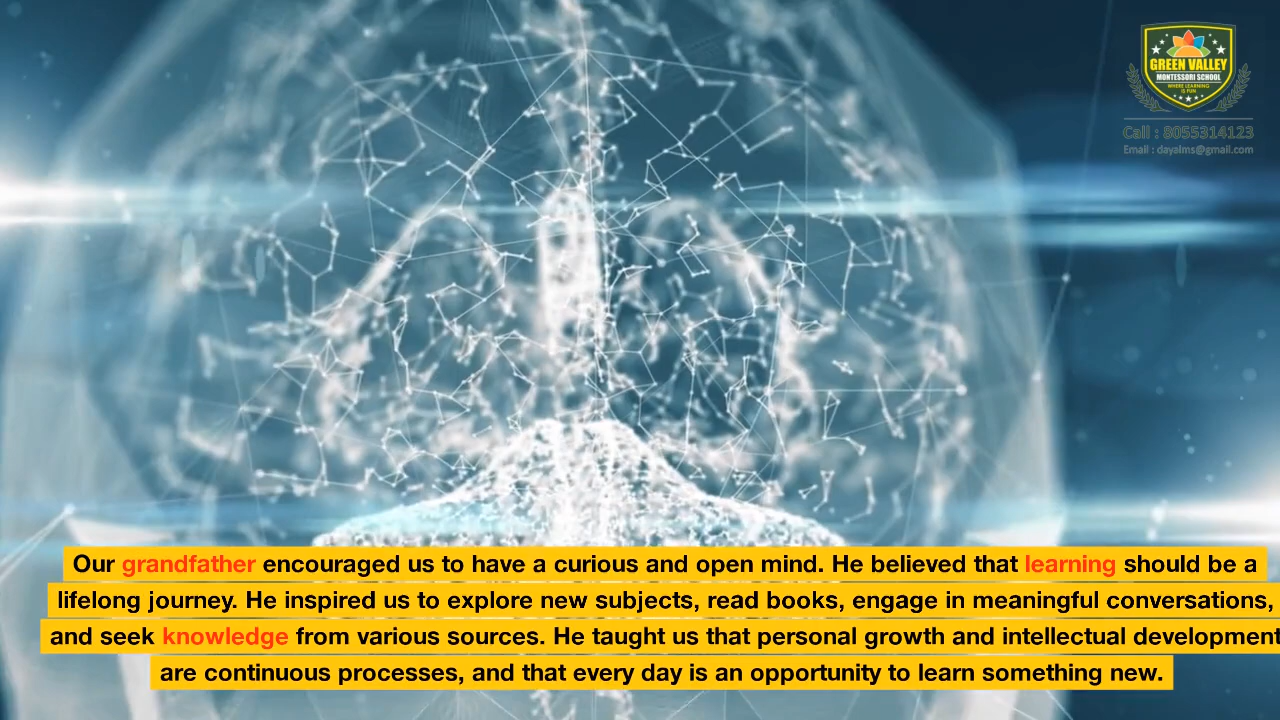 GREEN VALLEY
MONTESSORI SCHOOL
WHERE LEARNING
IS FUN
Call : 8055314123
Email : dayalms@gmail.com
Our grandfather encouraged us to have a curious and open mind. He believed that learning should be a
lifelong journey. He inspired us to explore new subjects, read books, engage in meaningful conversations,
and seek knowledge from various sources. He taught us that personal growth and intellectual development
are continuous processes, and that every day is an opportunity to learn something new.